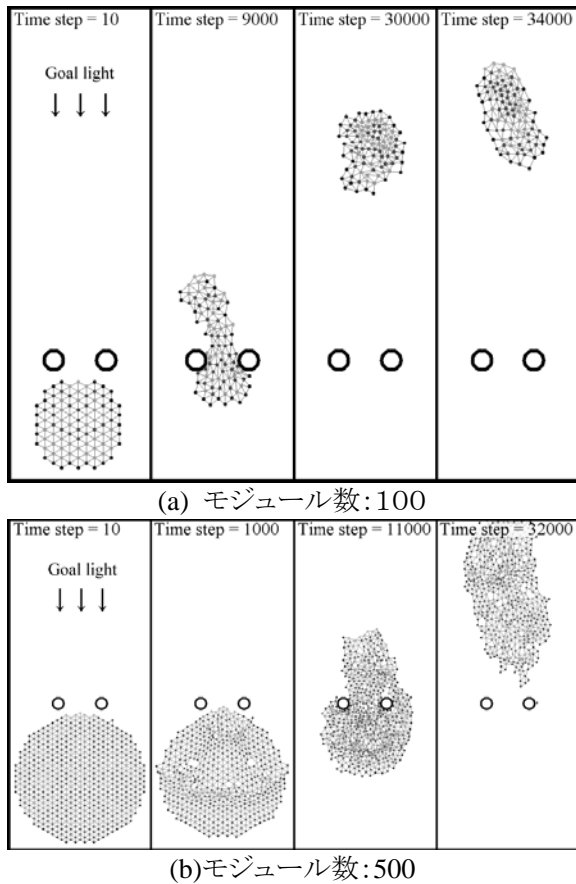 Time step = 10 Time step = 9000 Time step = 30000 Time step = 34000
Goal light
(a) モジュール数:100
Time step = 10 Time step = 1000 Time step = 11000 Time step = 32000
Goal light
(b)モジュール数:500